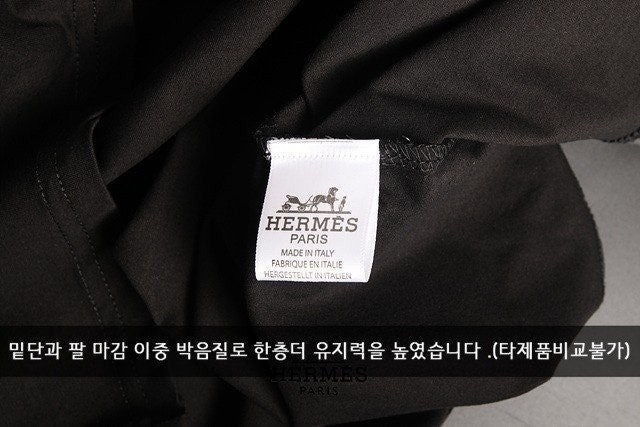 HERMÈS
PARIS
MADE IN ITALY
FABRIQUE EN ITALIE
HERGESTELLT IN ITALIEN
밑단과 팔 마감 이중 박음질로 한층더 유지력을 높였습니다 .(타제품비교불가)
HERMÈS
PARIS